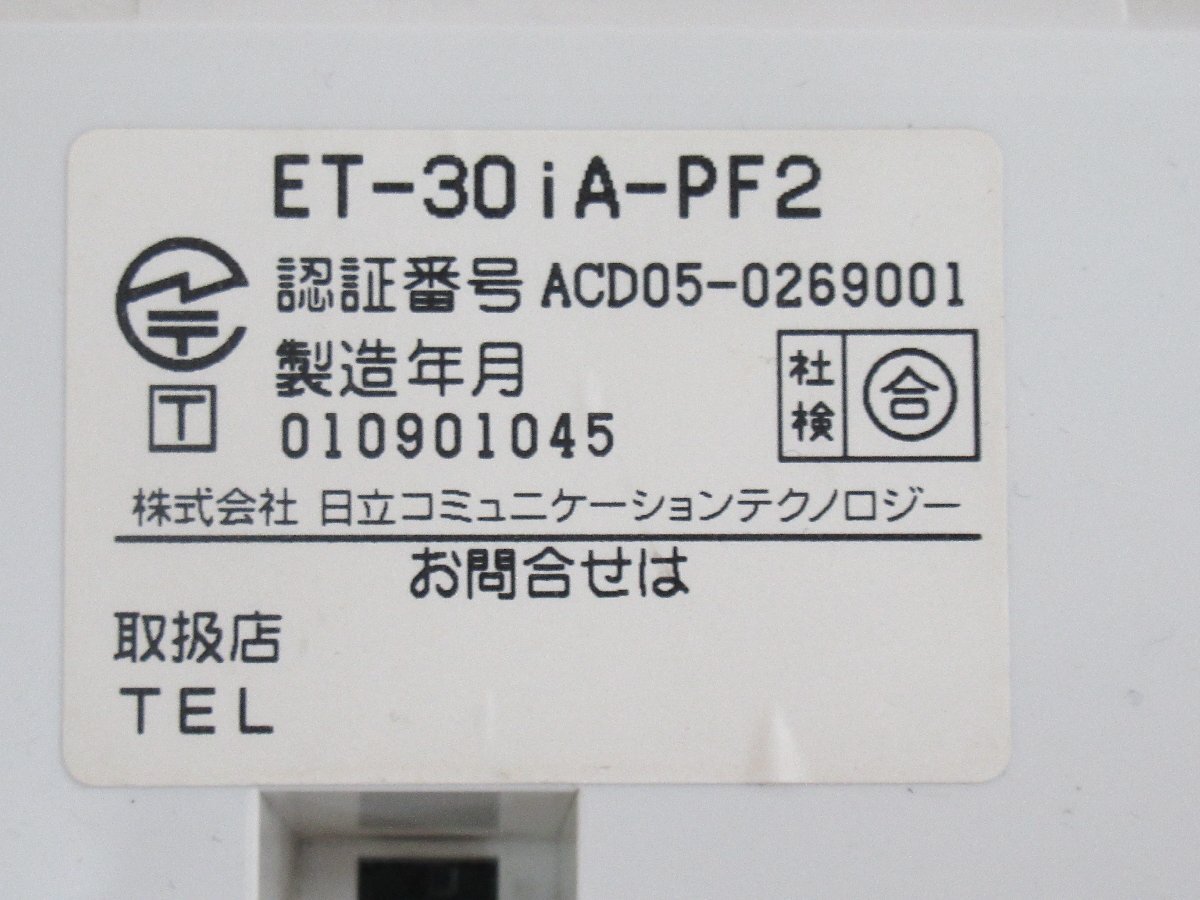 ET-30iA-PF2
認証番号 ACD05-0269001
製造年月
010901045
社検 合
T
株式会社 日立コミュニケーションテクノロジー
お問合せは
取扱店
TEL